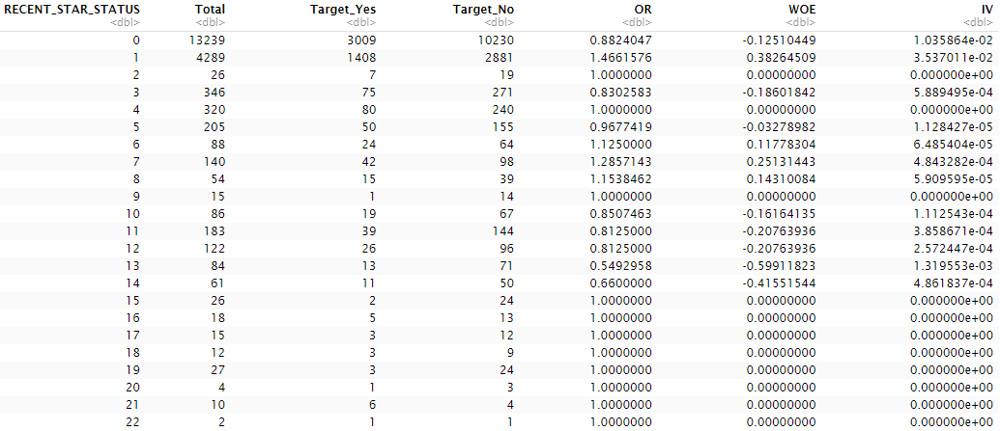 RECENT_STAR_STATUS Total Target_Yes Target_No OR WOE IV
<dbl> <dbl> <dbl> <dbl> <dbl> <dbl> <dbl>
0 13239 3009 10230 0.8824047 -0.12510449 1.035864e-02
1 4289 1408 2881 1.4661576 0.38264509 3.537011e-02
2 26 7 19 1.0000000 0.00000000 0.000000e+00
3 346 75 271 0.8302583 -0.18601842 5.889495e-04
4 320 80 240 1.0000000 0.00000000 0.000000e+00
5 205 50 155 0.9677419 -0.03278982 1.128427e-05
6 88 24 64 1.1250000 0.11778304 6.485404e-05
7 140 42 98 1.2857143 0.25131443 4.843282e-04
8 54 15 39 1.1538462 0.14310084 5.909595e-05
9 15 1 14 1.0000000 0.00000000 0.000000e+00
10 86 19 67 0.8507463 -0.16164135 1.112543e-04
11 183 39 144 0.8125000 -0.20763936 3.858671e-04
12 122 26 96 0.8125000 -0.20763936 2.572447e-04
13 84 13 71 0.5492958 -0.59911823 1.319553e-03
14 61 11 50 0.6600000 -0.41551544 4.861837e-04
15 26 2 24 1.0000000 0.00000000 0.000000e+00
16 18 5 13 1.0000000 0.00000000 0.000000e+00
17 15 3 12 1.0000000 0.00000000 0.000000e+00
18 12 3 9 1.0000000 0.00000000 0.000000e+00
19 27 3 24 1.0000000 0.00000000 0.000000e+00
20 4 1 3 1.0000000 0.00000000 0.000000e+00
21 10 6 4 1.0000000 0.00000000 0.000000e+00
22 2 1 1 1.0000000 0.00000000 0.000000e+00